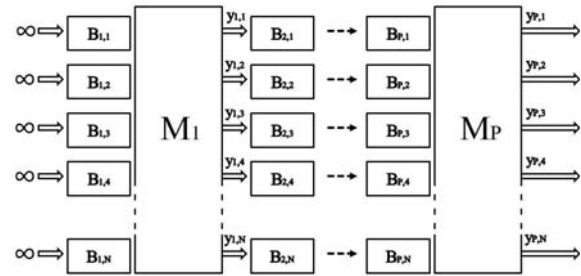 y1,1 yP,1
∞ B1,1 B2,1 BP,1
y1,2 yP,2
∞ B1,2 B2,2 BP,2
y1,3 yP,3
∞ B1,3 M1 B2,3 BP,3 MP
y1,4 yP,4
∞ B1,4 B2,4 BP,4
y1,N yP,N
∞ B1,N B2,N BP,N